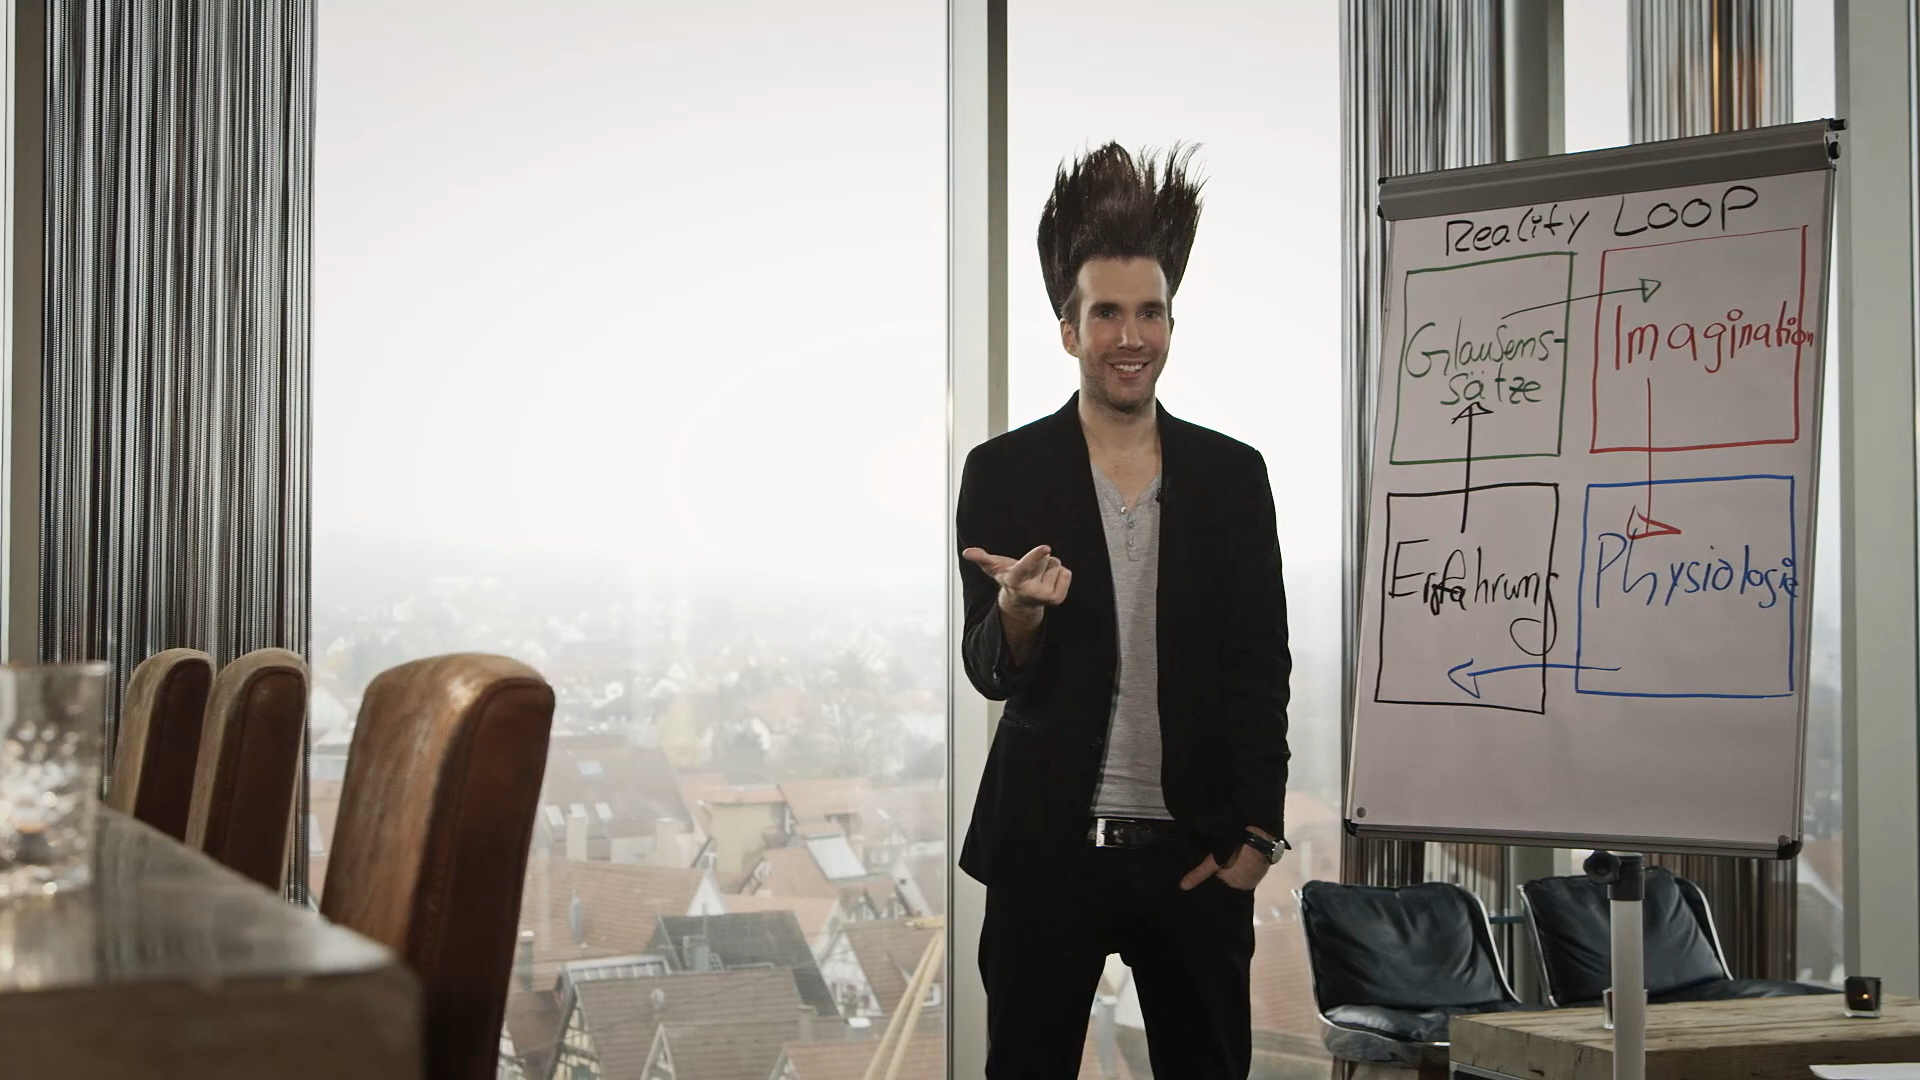 Reality LOOP
Glaubens-
sätze
Imagination
Erfahrung
Physiologie